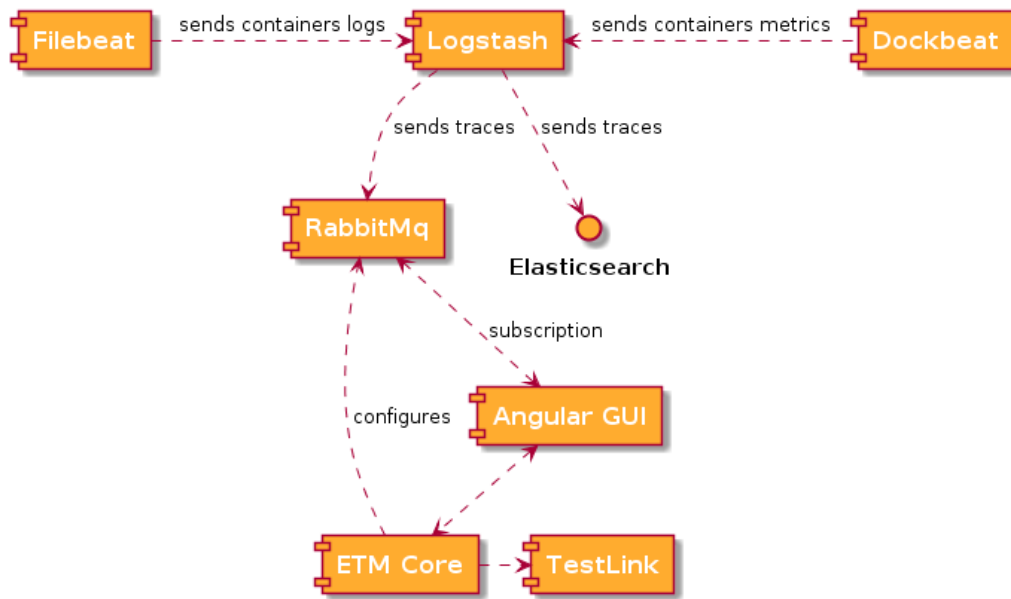 Filebeat
sends containers logs
Logstash
sends containers metrics
Dockbeat
sends traces
sends traces
RabbitMq
Elasticsearch
subscription
configures
Angular GUI
ETM Core
TestLink